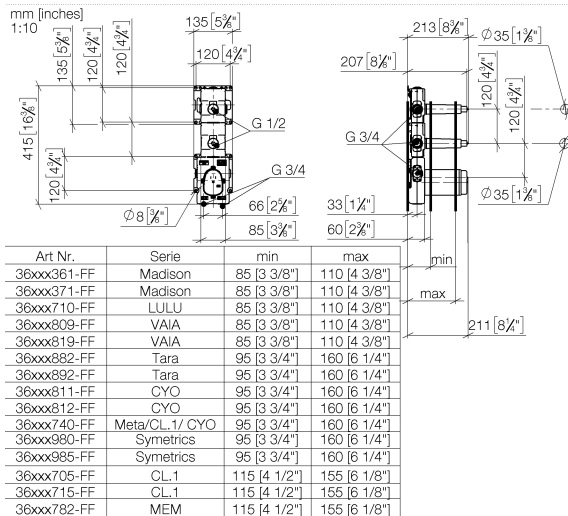 mm [inches]
1:10
135 [5⅜"]
120 [4¾"]
135 [5⅜"]
120 [4¾"]
120 [4¾"]
415 [16⅜"]
120 [4¾"]
G 1/2
G 3/4
Ø8 [⅜"]
66 [2⅝"]
85 [3⅜"]
213 [8⅜"]
207 [8⅛"]
Ø35 [1⅜"]
120 [4¾"]
120 [4¾"]
G 3/4
Ø35 [1⅜"]
33 [1¼"]
60 [2⅜"]
min
max
211 [8¼"]
Art Nr. Serie min max
36xxx361-FF Madison 85 [3 3/8"] 110 [4 3/8"]
36xxx371-FF Madison 85 [3 3/8"] 110 [4 3/8"]
36xxx710-FF LULU 85 [3 3/8"] 110 [4 3/8"]
36xxx809-FF VAIA 85 [3 3/8"] 110 [4 3/8"]
36xxx819-FF VAIA 85 [3 3/8"] 110 [4 3/8"]
36xxx882-FF Tara 95 [3 3/4"] 160 [6 1/4"]
36xxx892-FF Tara 95 [3 3/4"] 160 [6 1/4"]
36xxx811-FF CYO 95 [3 3/4"] 160 [6 1/4"]
36xxx812-FF CYO 95 [3 3/4"] 160 [6 1/4"]
36xxx740-FF Meta/CL.1/ CYO 95 [3 3/4"] 160 [6 1/4"]
36xxx980-FF Symetrics 95 [3 3/4"] 160 [6 1/4"]
36xxx985-FF Symetrics 95 [3 3/4"] 160 [6 1/4"]
36xxx705-FF CL.1 115 [4 1/2"] 155 [6 1/8"]
36xxx715-FF CL.1 115 [4 1/2"] 155 [6 1/8"]
36xxx782-FF MEM 115 [4 1/2"] 155 [6 1/8"]